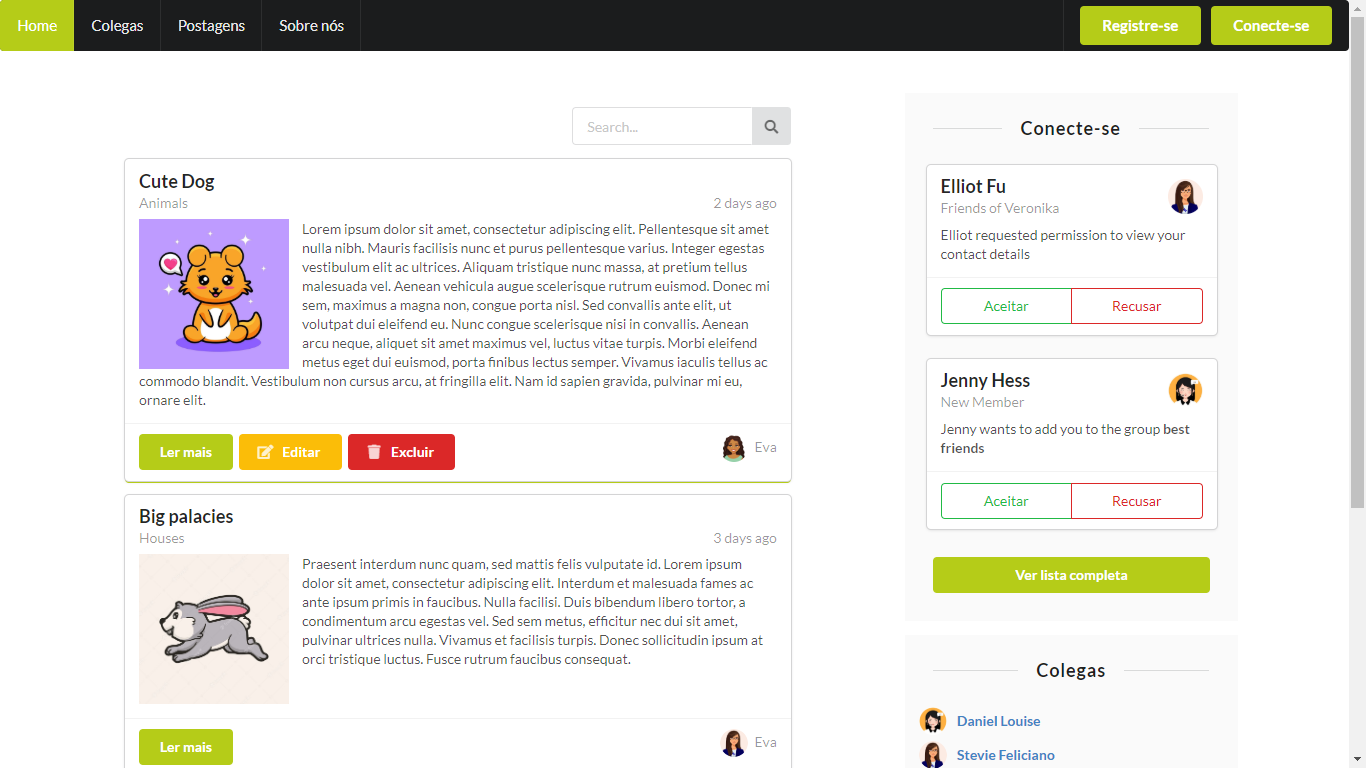 Home Colegas Postagens Sobre nós Registre-se Conecte-se
Search...
Cute Dog
Animals 2 days ago
Lorem ipsum dolor sit amet, consectetur adipiscing elit. Pellentesque sit amet
nulla nibh. Mauris facilisis nunc et purus pellentesque varius. Integer egestas
vestibulum elit ac ultrices. Aliquam tristique nunc massa, at pretium tellus
malesuada vel. Aenean vehicula augue scelerisque rutrum euismod. Donec mi
sem, maximus a magna non, congue porta nisl. Sed convallis ante elit, ut
volutpat dui eleifend eu. Nunc congue scelerisque nisi in convallis. Aenean
arcu neque, aliquet sit amet maximus vel, luctus vitae turpis. Morbi eleifend
metus eget dui euismod, porta finibus lectus semper. Vivamus iaculis tellus ac
commodo blandit. Vestibulum non cursus arcu, at fringilla elit. Nam id sapien gravida, pulvinar mi eu,
ornare elit.
Ler mais Editar Excluir Eva
Big palacies
Houses 3 days ago
Praesent interdum nunc quam, sed mattis felis vulputate id. Lorem ipsum
dolor sit amet, consectetur adipiscing elit. Interdum et malesuada fames ac
ante ipsum primis in faucibus. Nulla facilisi. Duis bibendum libero tortor, a
condimentum arcu egestas vel. Sed sem metus, efficitur nec dui sit amet,
pulvinar ultrices nulla. Vivamus et facilisis turpis. Donec sollicitudin ipsum at
orci tristique luctus. Fusce rutrum faucibus consequat.
Ler mais Eva
Conecte-se
Elliot Fu
Friends of Veronika
Elliot requested permission to view your
contact details
Aceitar Recusar
Jenny Hess
New Member
Jenny wants to add you to the group best
friends
Aceitar Recusar
Ver lista completa
Colegas
Daniel Louise
Stevie Feliciano